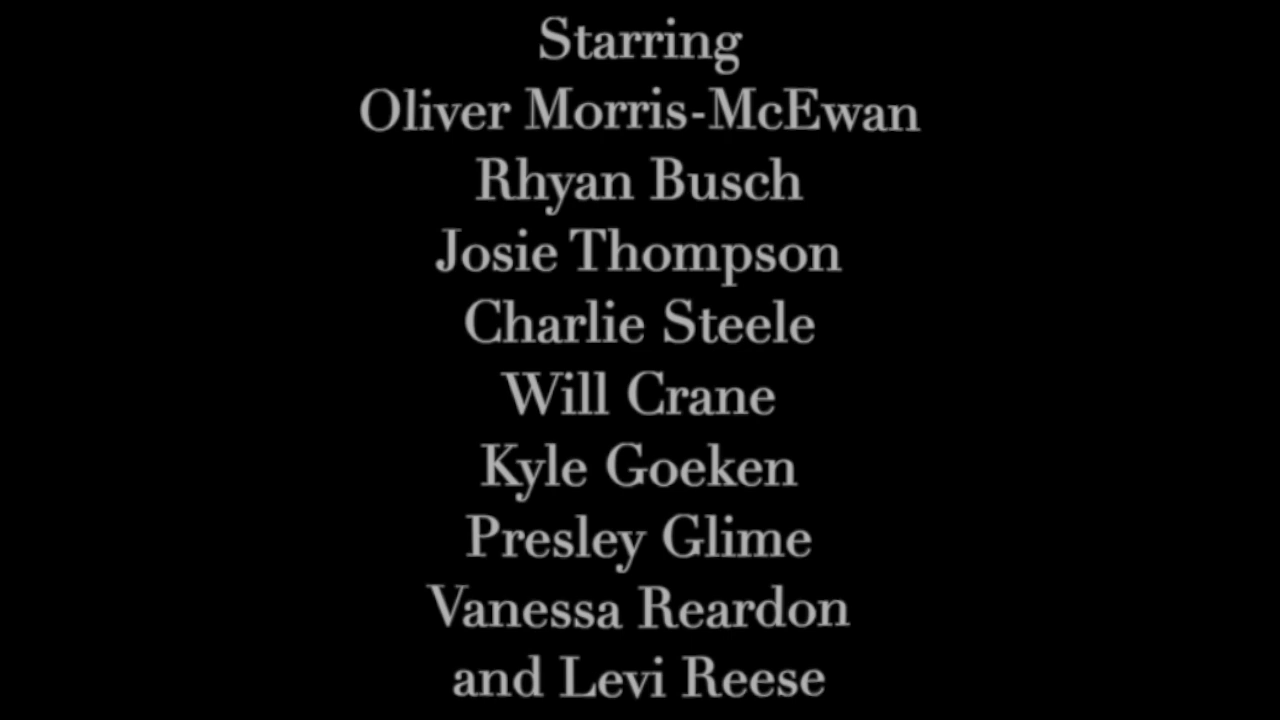 Starring
Oliver Morris-McEwan
Rhyan Busch
Josie Thompson
Charlie Steele
Will Crane
Kyle Goeken
Presley Glime
Vanessa Reardon
and Levi Reese